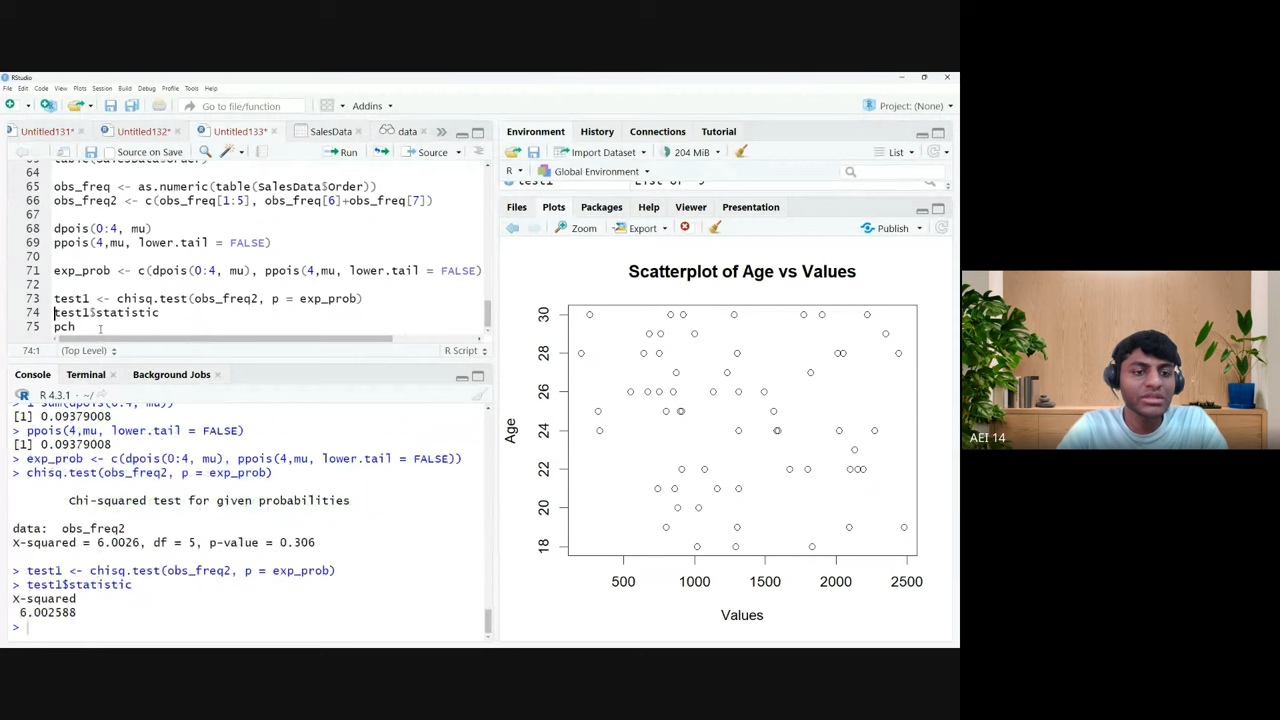 RStudio
File Edit Code View Plots Session Build Debug Profile Tools Help
Go to file/function
Addins
Project: (None)
Untitled131*
Untitled132*
Untitled133*
SalesData
data
Source on Save
Run
Source
64
65 obs_freq <- as.numeric(table(SalesData$Order))
66 obs_freq2 <- c(obs_freq[1:5], obs_freq[6]+obs_freq[7])
67
68 dpois(0:4, mu)
69 ppois(4,mu, lower.tail = FALSE)
70
71 exp_prob <- c(dpois(0:4, mu), ppois(4,mu, lower.tail = FALSE)
72
73 test1 <- chisq.test(obs_freq2, p = exp_prob)
74 test1$statistic
75 pch
74:1 (Top Level) R Script
Console Terminal Background Jobs
R 4.3.1 · ~/
[1] 0.09379008
> ppois(4,mu, lower.tail = FALSE)
[1] 0.09379008
> exp_prob <- c(dpois(0:4, mu), ppois(4,mu, lower.tail = FALSE))
> chisq.test(obs_freq2, p = exp_prob)
Chi-squared test for given probabilities
data: obs_freq2
X-squared = 6.0026, df = 5, p-value = 0.306
> test1 <- chisq.test(obs_freq2, p = exp_prob)
> test1$statistic
X-squared
6.002588
>
Environment History Connections Tutorial
Import Dataset 204 MiB List
R Global Environment
Files Plots Packages Help Viewer Presentation
Zoom Export Publish
Scatterplot of Age vs Values
30
28
26
24
22
20
18
Age
500 1000 1500 2000 2500
Values
AEI 14